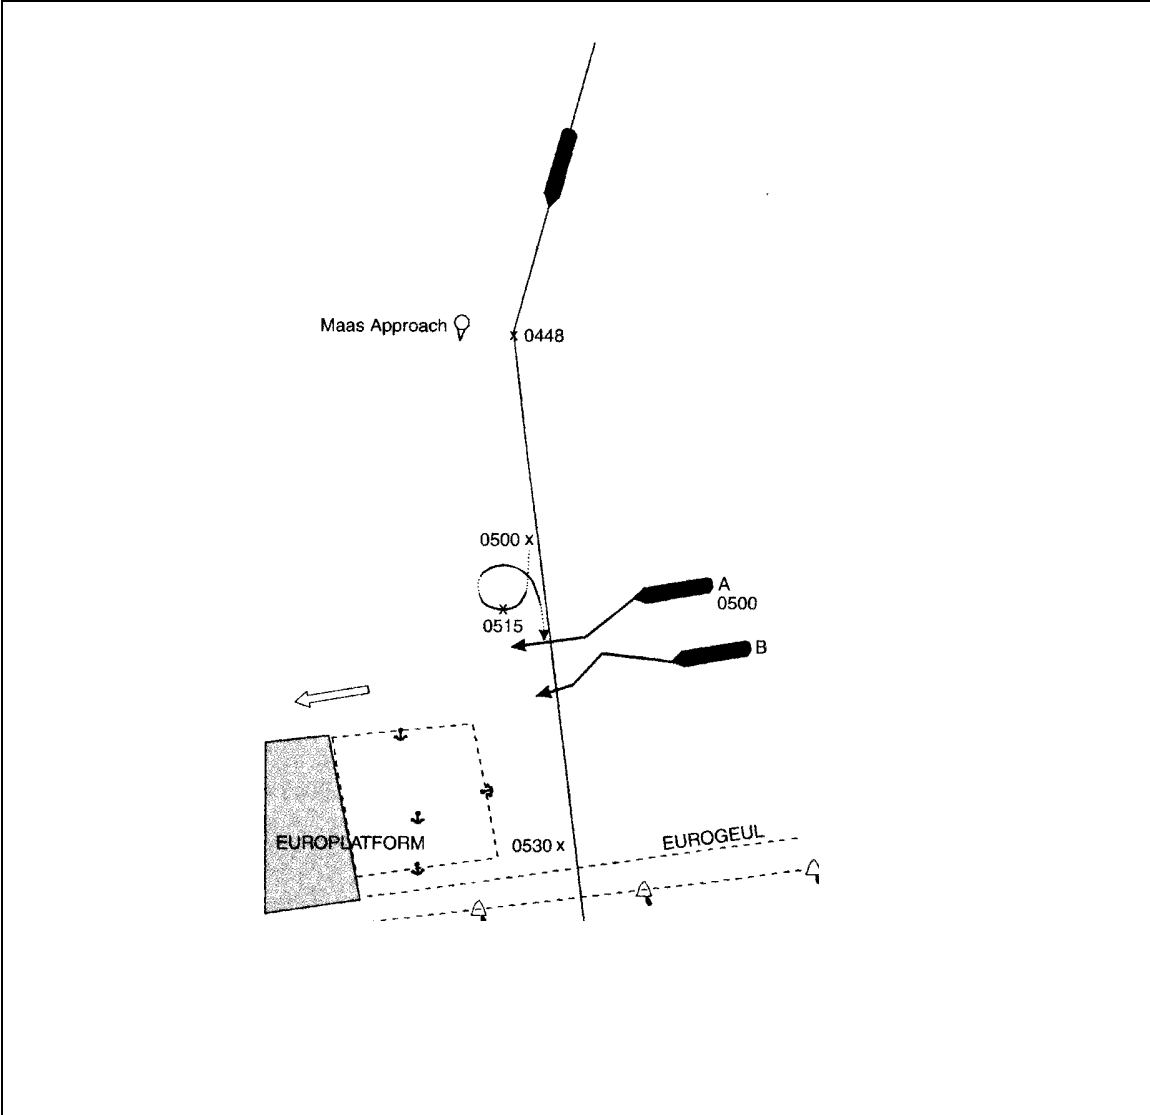 Maas Approach
x 0448
0500 x
A
0500
x
0515
B
EUROPLATFORM
0530 x
EUROGEUL